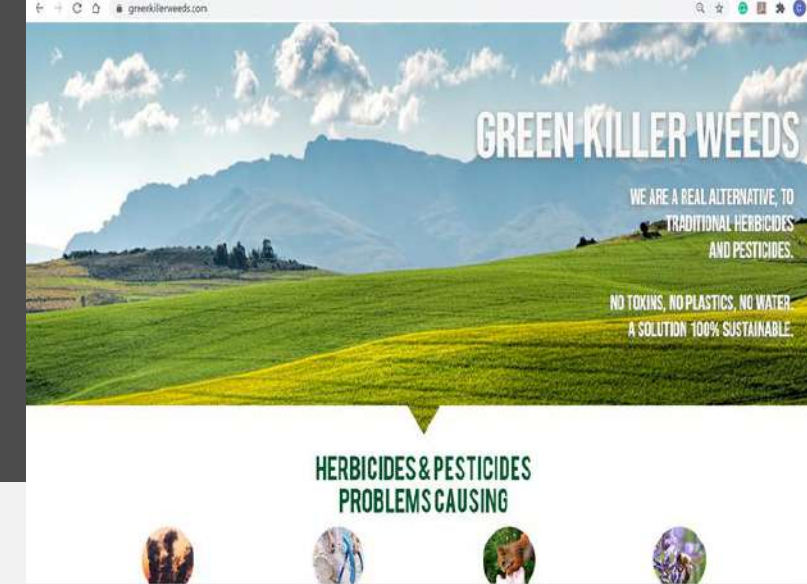 greenkillerweeds.com
GREEN KILLER WEEDS
WE ARE A REAL ALTERNATIVE, TO
TRADITIONAL HERBICIDES
AND PESTICIDES.
NO TOXINS, NO PLASTICS, NO WATER.
A SOLUTION 100% SUSTAINABLE.
HERBICIDES & PESTICIDES
PROBLEMS CAUSING